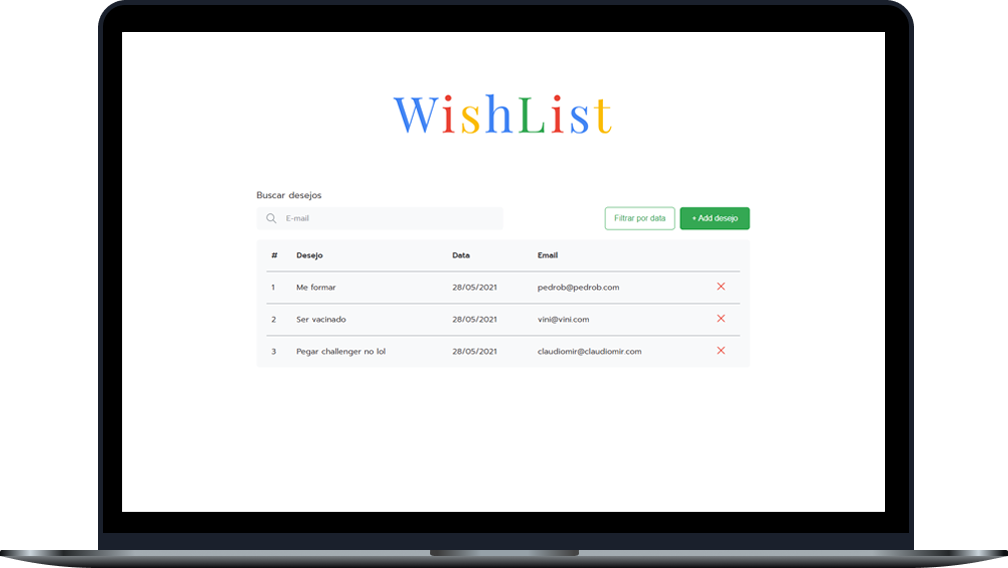 WishList
Buscar desejos
E-mail
Filtrar por data
+ Add desejo
# Desejo Data Email
1 Me formar 28/05/2021 pedrob@pedrob.com
2 Ser vacinado 28/05/2021 vini@vini.com
3 Pegar challenger no lol 28/05/2021 claudiomir@claudiomir.com